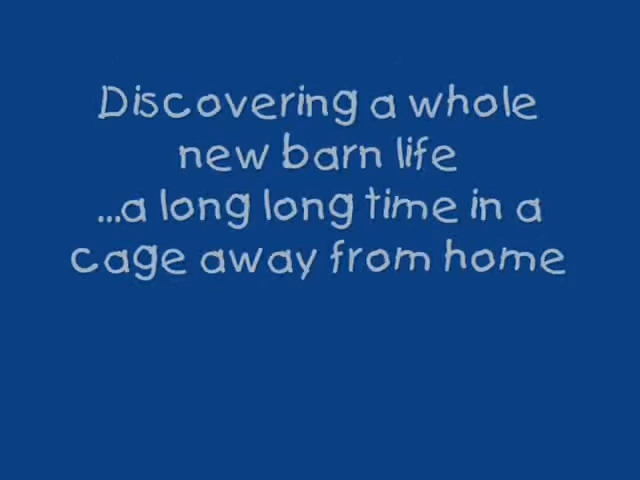 Discovering a whole
new barn life
...a long long time in a
cage away from home